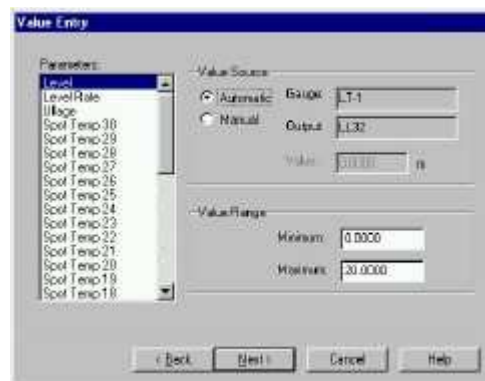 Value Entry
Parameters:
Level
Level Rate
Ullage
Spot Temp 30
Spot Temp 29
Spot Temp 28
Spot Temp 27
Spot Temp 26
Spot Temp 25
Spot Temp 24
Spot Temp 23
Spot Temp 22
Spot Temp 21
Spot Temp 20
Spot Temp 19
Spot Temp 18
Value Source
Automatic
Manual
Gauge: LT-1
Output: LL32
Value: m
Value Range
Minimum: 0.0000
Maximum: 20.0000
< Back
Next >
Cancel
Help